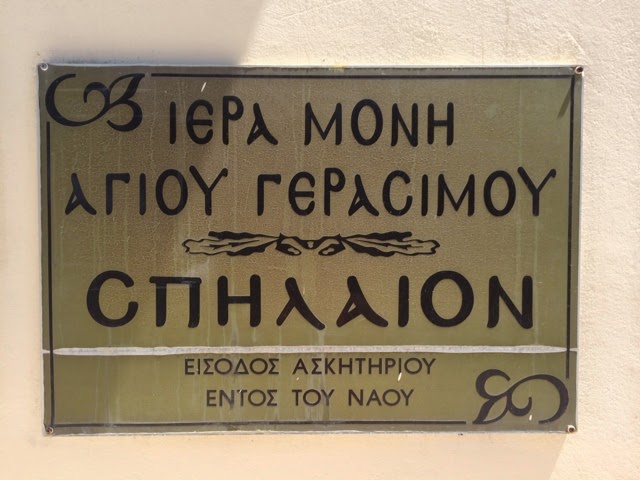 ΙΕΡΑ ΜΟΝΗ
ΑΓΙΟΥ ΓΕΡΑϹΙΜΟΥ
ϹΠΗΛΑΙΟΝ
ΕΙΣΟΔΟΣ ΑΣΚΗΤΗΡΙΟΥ
ΕΝΤΟΣ ΤΟΥ ΝΑΟΥ